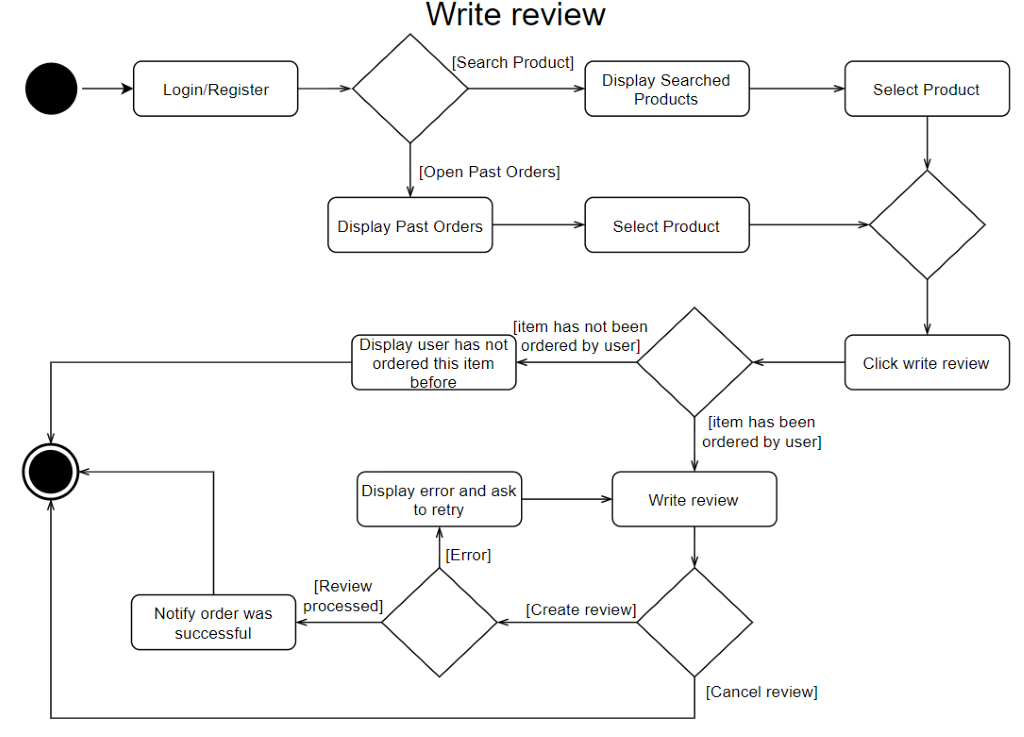 Write review
[Search Product]
Login/Register
Display Searched
Products
Select Product
[Open Past Orders]
Display Past Orders
Select Product
[item has not been
ordered by user]
Display user has not
ordered this item
before
Click write review
[item has been
ordered by user]
Display error and ask
to retry
Write review
[Error]
[Review
processed]
[Create review]
Notify order was
successful
[Cancel review]